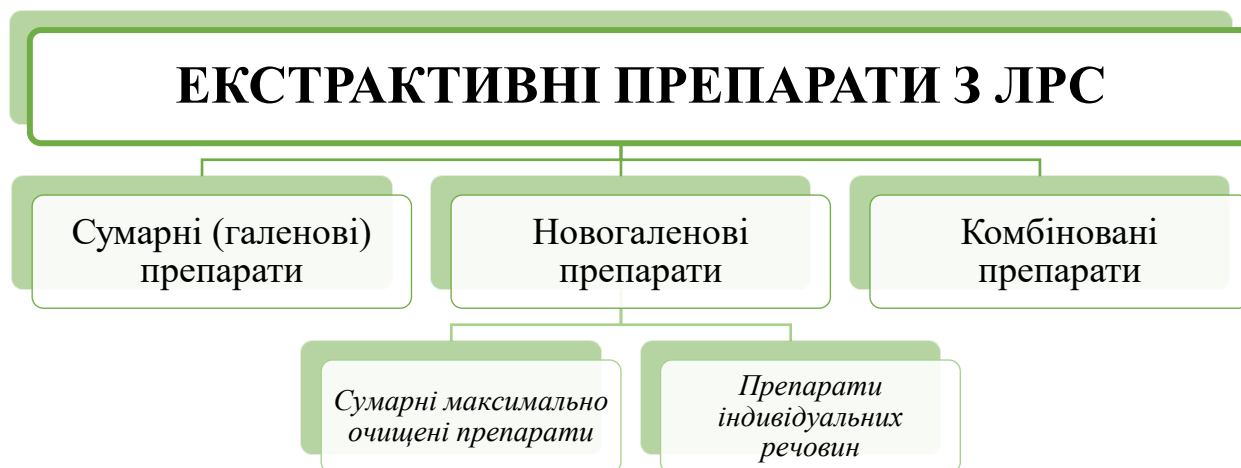 ЕКСТРАКТИВНІ ПРЕПАРАТИ З ЛРС
Сумарні (галенові)
препарати
Новогаленові
препарати
Комбіновані
препарати
Сумарні максимально
очищені препарати
Препарати
індивідуальних
речовин